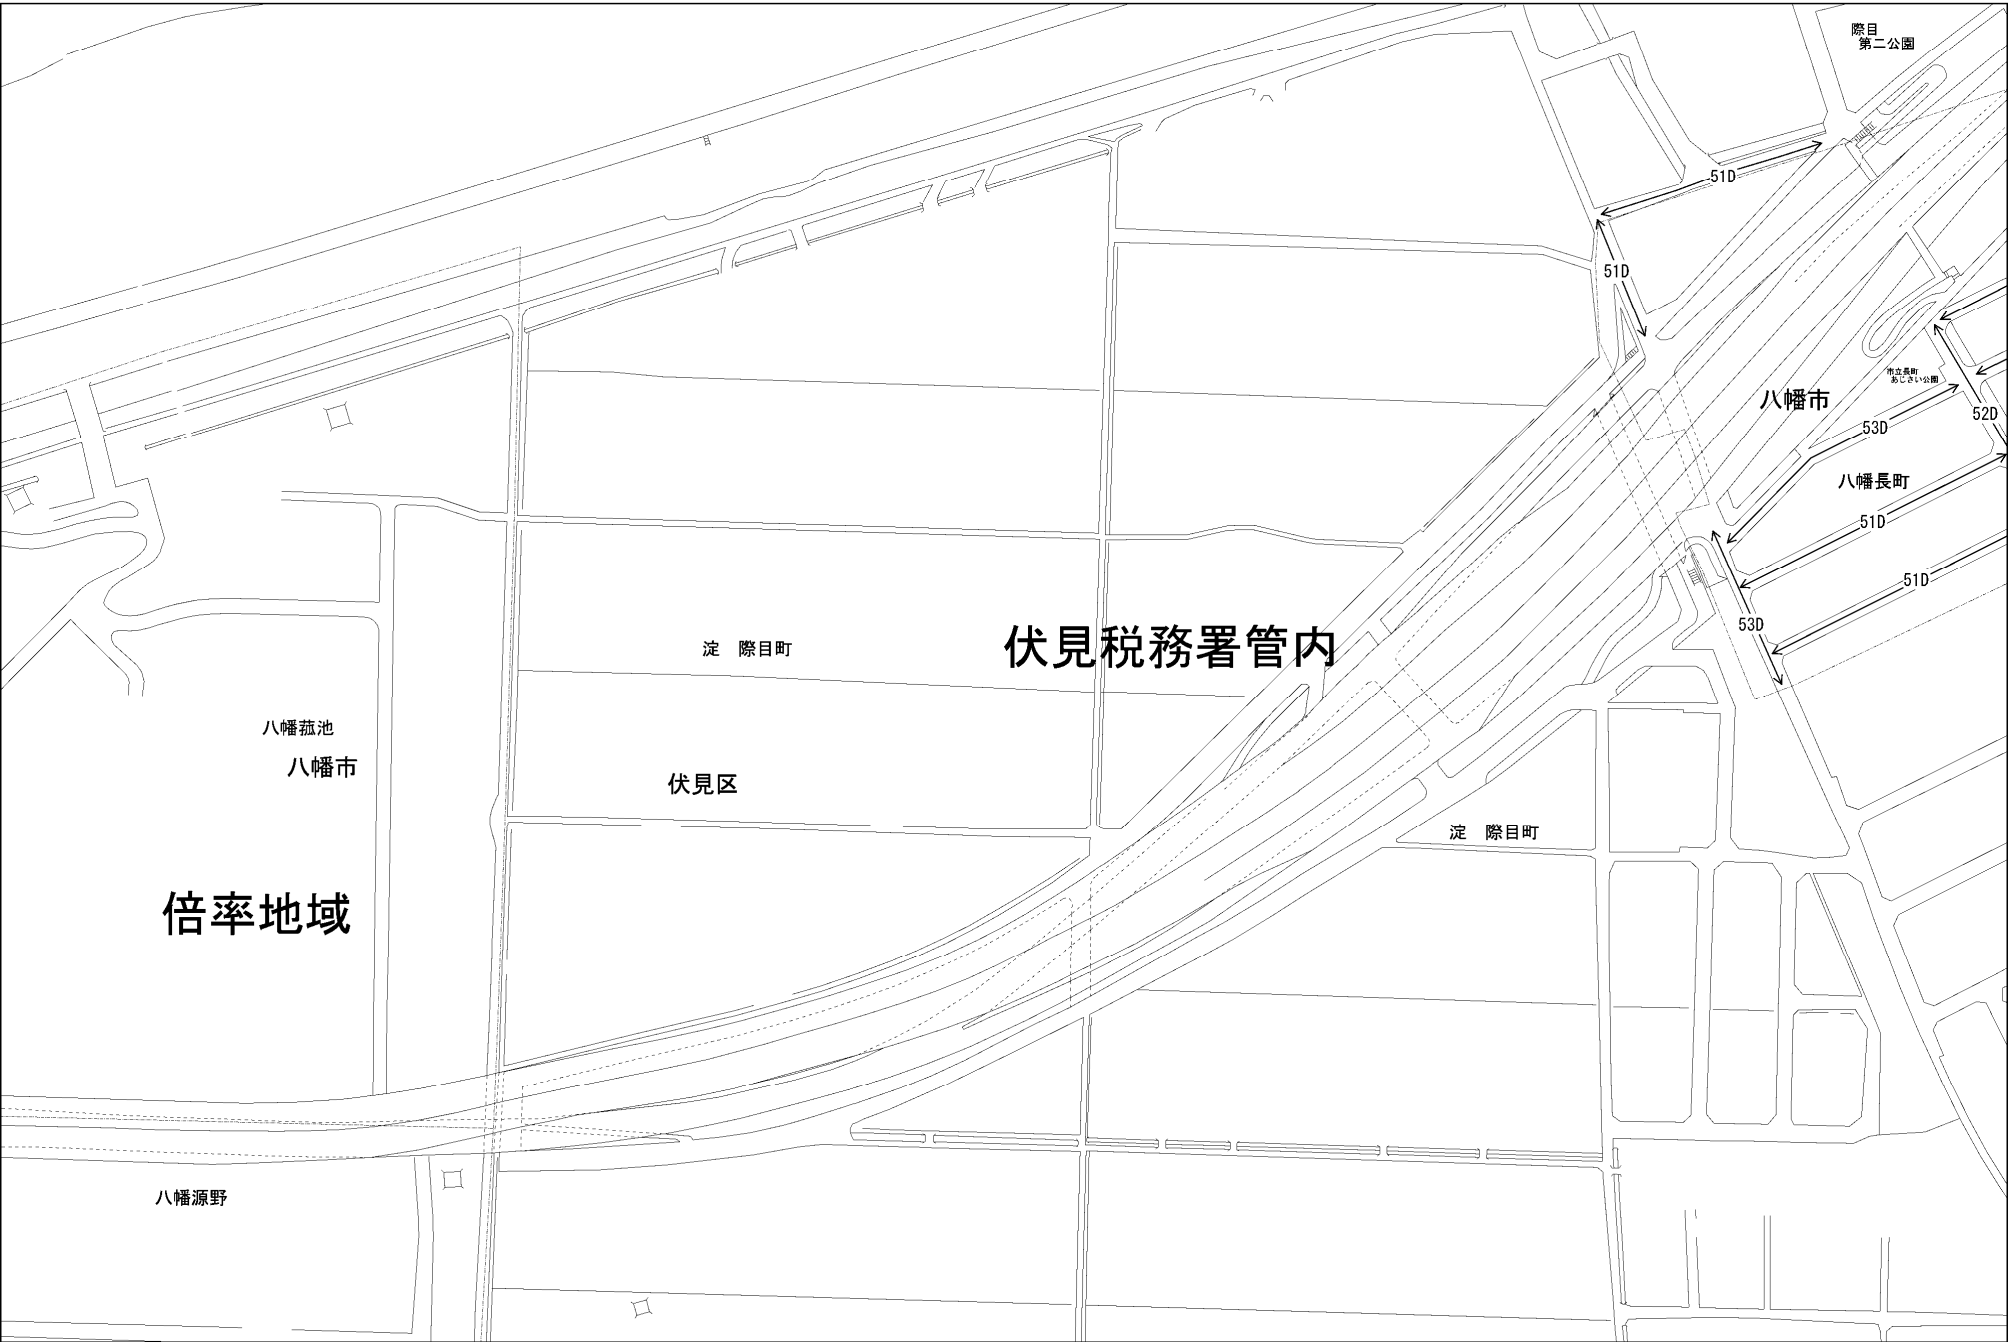 際目
第二公園
51D
51D
市立長町
あじさい公園
八幡市
52D
53D
八幡長町
51D
51D
53D
伏見税務署管内
淀　際目町
八幡菰池
八幡市
伏見区
淀　際目町
倍率地域
八幡源野